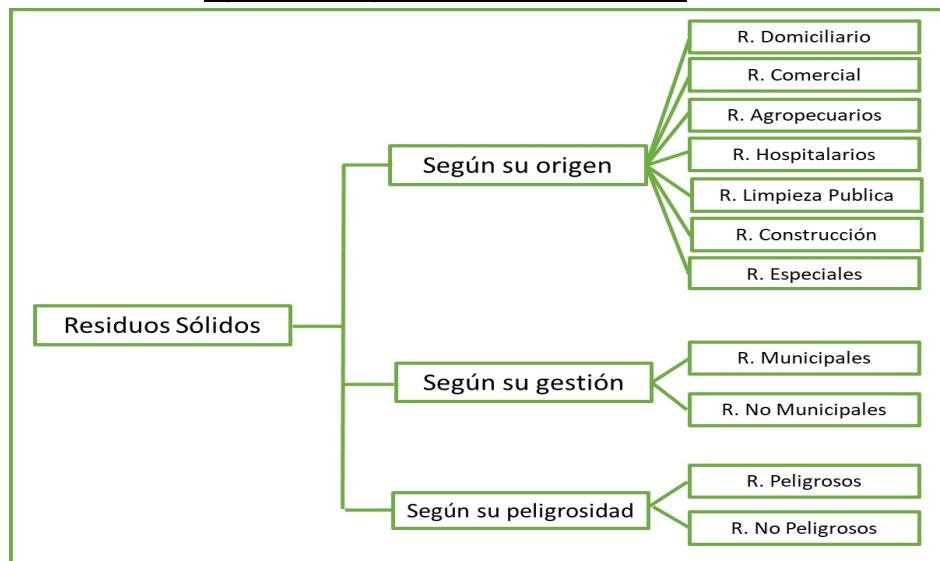 Residuos Sólidos
Según su origen
R. Domiciliario
R. Comercial
R. Agropecuarios
R. Hospitalarios
R. Limpieza Publica
R. Construcción
R. Especiales
Según su gestión
R. Municipales
R. No Municipales
Según su peligrosidad
R. Peligrosos
R. No Peligrosos